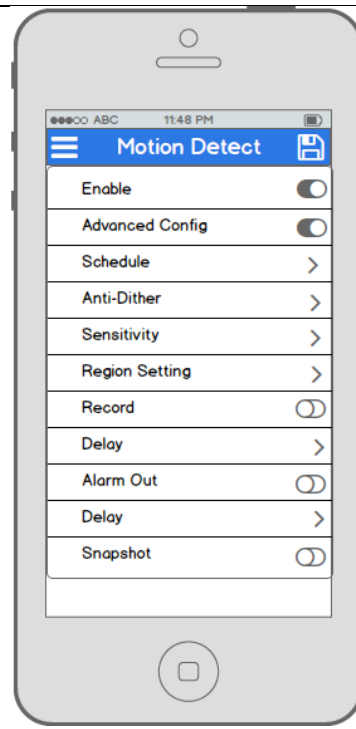 ABC 11:48 PM
Motion Detect
Enable
Advanced Config
Schedule
Anti-Dither
Sensitivity
Region Setting
Record
Delay
Alarm Out
Delay
Snapshot